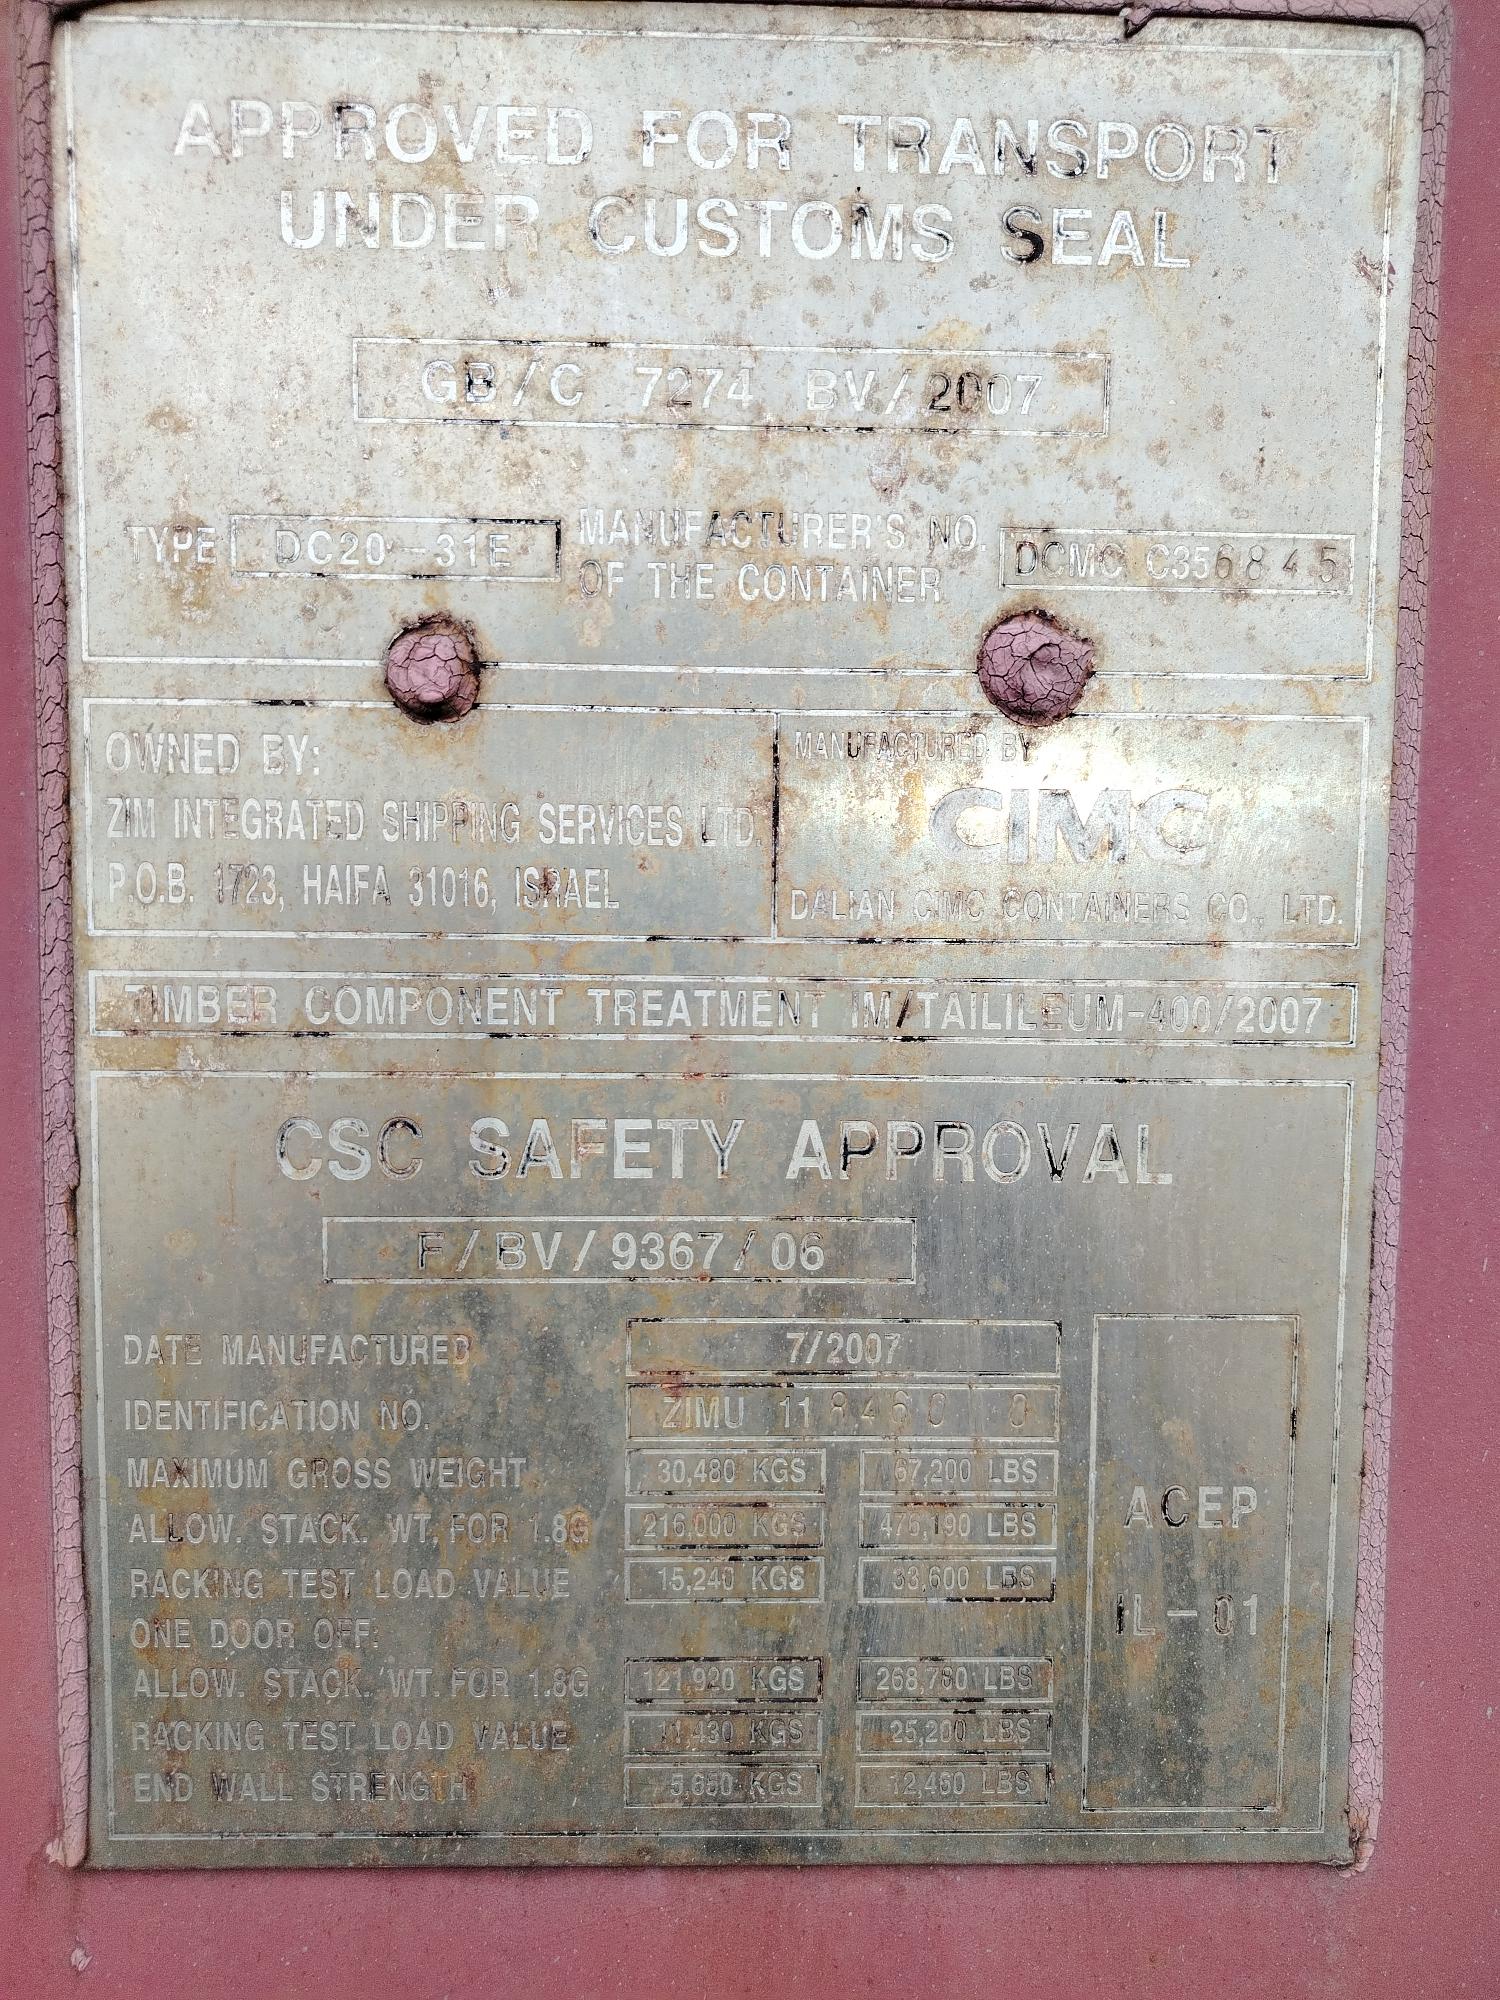 APPROVED FOR TRANSPORT
UNDER CUSTOMS SEAL
GB/C 7274 BV/2007
TYPE DC20-31E MANUFACTURER'S NO. OF THE CONTAINER DCMC C356845
OWNED BY:
ZIM INTEGRATED SHIPPING SERVICES LTD.
P.O.B. 1723, HAIFA 31016, ISRAEL
MANUFACTURED BY
CIMC
DALIAN CIMC CONTAINERS CO., LTD.
TIMBER COMPONENT TREATMENT IM/TAILILEUM-400/2007
CSC SAFETY APPROVAL
F/BV/9367/06
DATE MANUFACTURED 7/2007
IDENTIFICATION NO. ZIMU 118460 0
MAXIMUM GROSS WEIGHT 30,480 KGS 67,200 LBS
ALLOW. STACK. WT. FOR 1.8G 216,000 KGS 476,190 LBS
RACKING TEST LOAD VALUE 15,240 KGS 33,600 LBS
ONE DOOR OFF:
ALLOW. STACK. WT. FOR 1.8G 121,920 KGS 268,780 LBS
RACKING TEST LOAD VALUE 11,430 KGS 25,200 LBS
END WALL STRENGTH 5,650 KGS 12,460 LBS
ACEP
IL-01